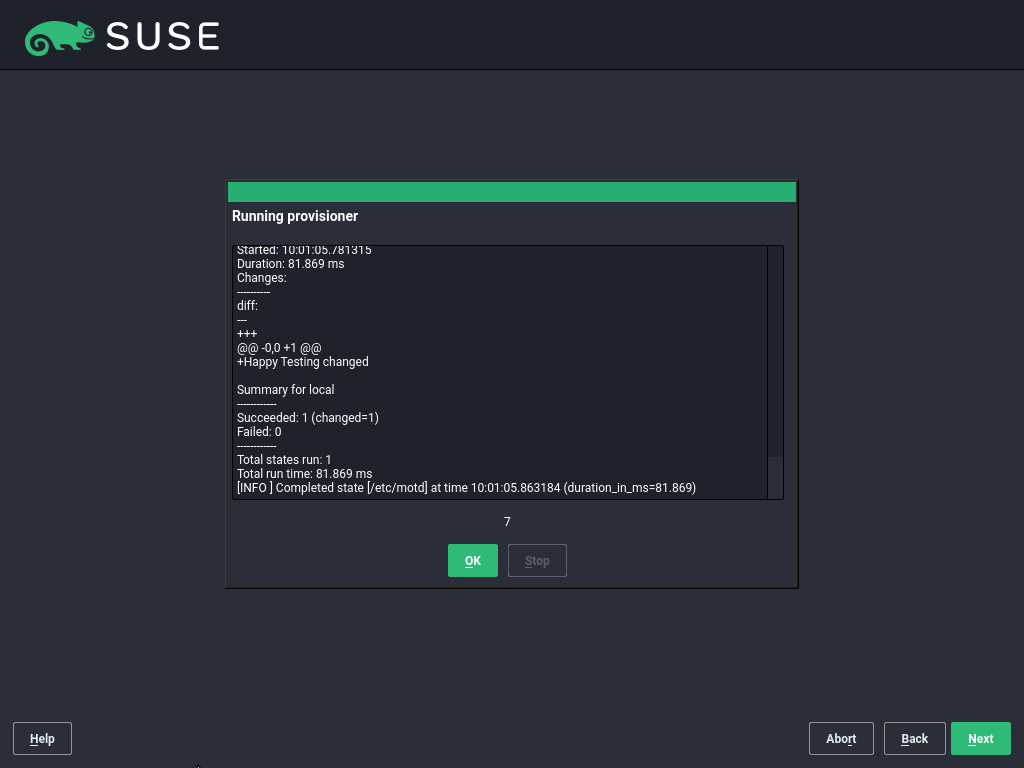 SUSE
Running provisioner
Started: 10:01:05.781315
Duration: 81.869 ms
Changes:
----------
diff:
---
+++
@@ -0,0 +1 @@
+Happy Testing changed
Summary for local
------------
Succeeded: 1 (changed=1)
Failed: 0
------------
Total states run: 1
Total run time: 81.869 ms
[INFO ] Completed state [/etc/motd] at time 10:01:05.863184 (duration_in_ms=81.869)
7
OK Stop
Help Abort Back Next